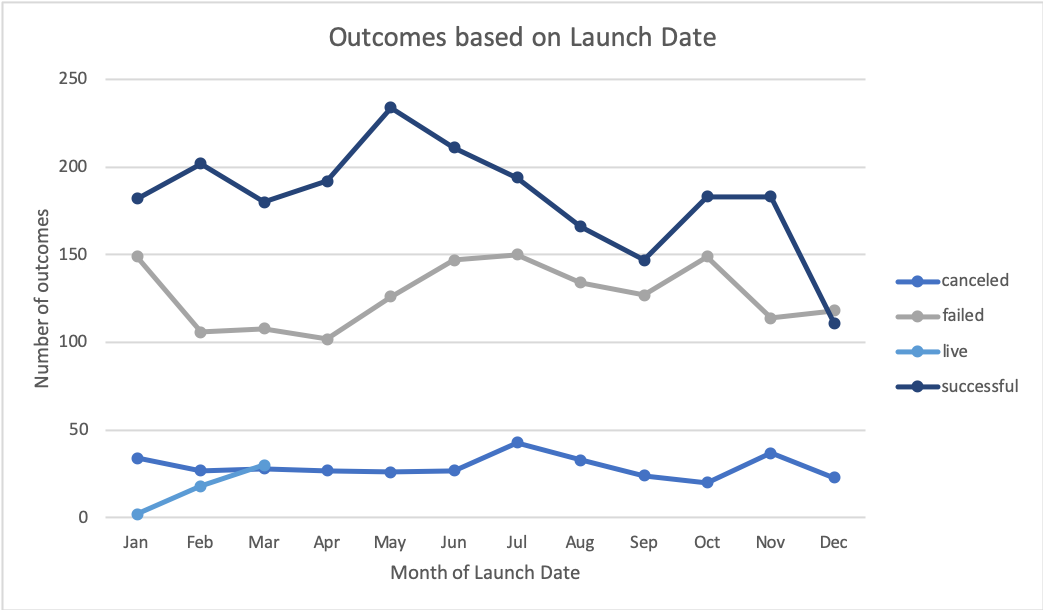 Outcomes based on Launch Date
250
200
150
100
50
0
Number of outcomes
Jan Feb Mar Apr May Jun Jul Aug Sep Oct Nov Dec
Month of Launch Date
canceled
failed
live
successful